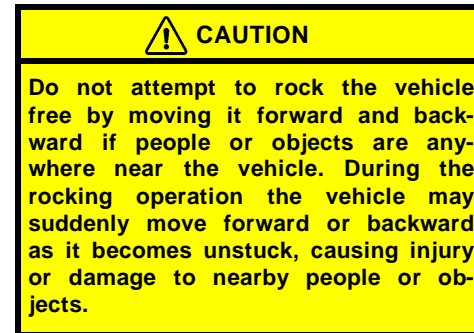 CAUTION
Do not attempt to rock the vehicle
free by moving it forward and back-
ward if people or objects are any-
where near the vehicle. During the
rocking operation the vehicle may
suddenly move forward or backward
as it becomes unstuck, causing injury
or damage to nearby people or ob-
jects.